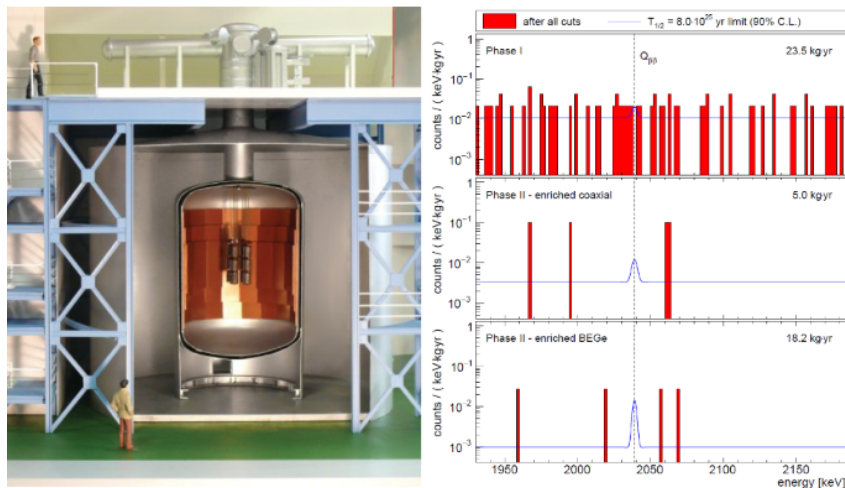 after all cuts
T1/2 = 8.0·10^25 yr limit (90% C.L.)
Phase I
Qββ
23.5 kg·yr
counts / ( keV·kg·yr )
10^-1
10^-2
10^-3
Phase II - enriched coaxial
5.0 kg·yr
counts / ( keV·kg·yr )
10^-1
10^-2
10^-3
Phase II - enriched BEGe
18.2 kg·yr
counts / ( keV·kg·yr )
10^-1
10^-2
10^-3
1950 2000 2050 2100 2150
energy [keV]